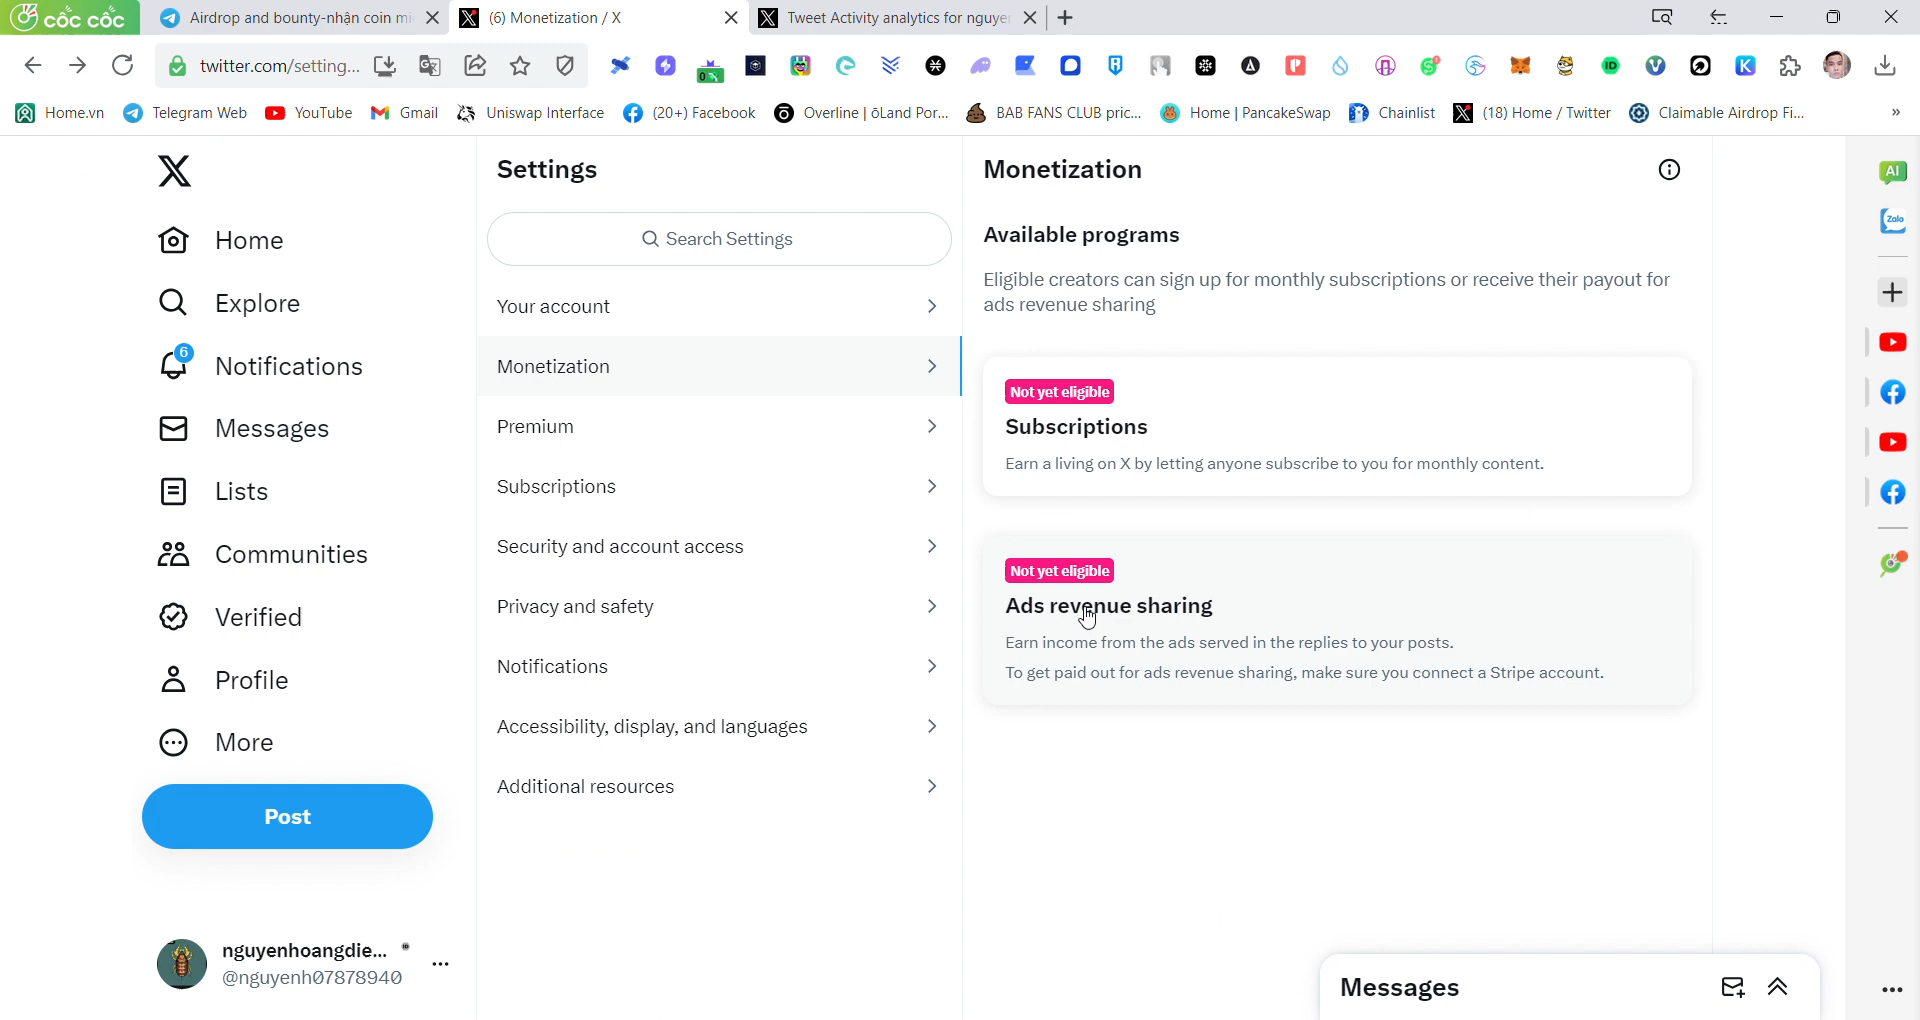 cốc cốc
Airdrop and bounty-nhận coin mi
(6) Monetization / X
Tweet Activity analytics for nguye
twitter.com/setting...
Home.vn
Telegram Web
YouTube
Gmail
Uniswap Interface
(20+) Facebook
Overline | ōLand Por...
BAB FANS CLUB pric...
Home | PancakeSwap
Chainlist
(18) Home / Twitter
Claimable Airdrop Fi...
»
Home
Explore
6
Notifications
Messages
Lists
Communities
Verified
Profile
More
Post
nguyenhoangdie...
@nguyenh07878940
Settings
Search Settings
Your account
Monetization
Premium
Subscriptions
Security and account access
Privacy and safety
Notifications
Accessibility, display, and languages
Additional resources
Monetization
Available programs
Eligible creators can sign up for monthly subscriptions or receive their payout for
ads revenue sharing
Not yet eligible
Subscriptions
Earn a living on X by letting anyone subscribe to you for monthly content.
Not yet eligible
Ads revenue sharing
Earn income from the ads served in the replies to your posts.
To get paid out for ads revenue sharing, make sure you connect a Stripe account.
Messages
AI
Zalo